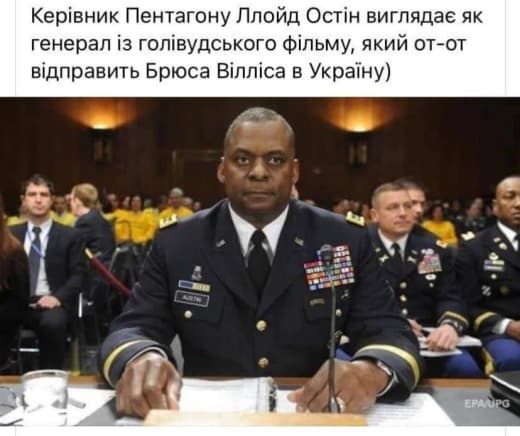 Керівник Пентагону Ллойд Остін виглядає як
генерал із голівудського фільму, який от-от
відправить Брюса Вілліса в Україну)
AUSTIN
EPA/UPG